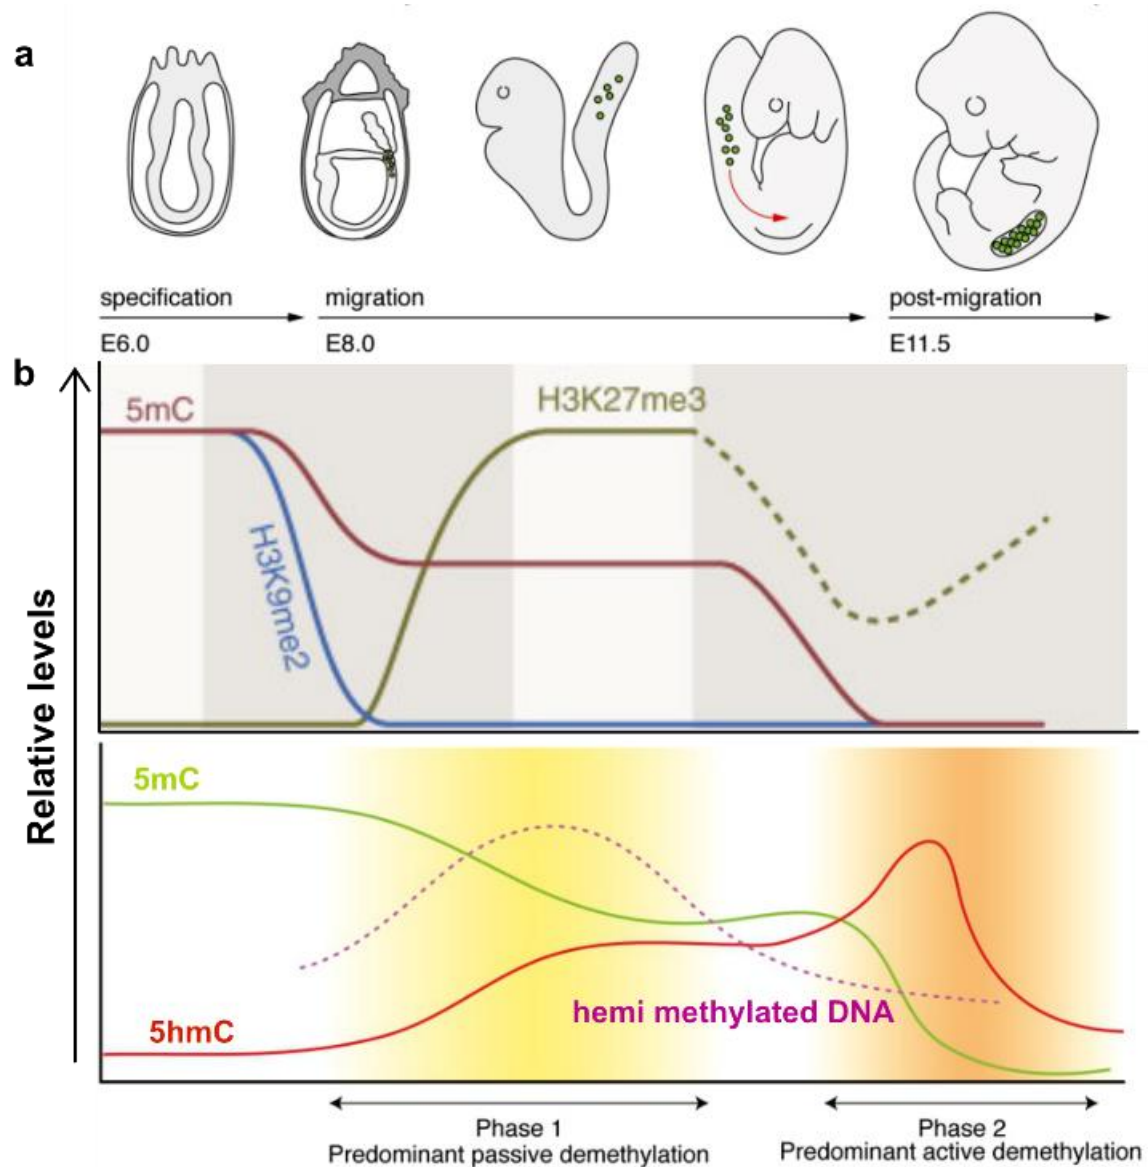 a
specification
migration
post-migration
E6.0
E8.0
E11.5
b
Relative levels
5mC
H3K27me3
H3K9me2
5mC
5hmC
hemi methylated DNA
Phase 1
Predominant passive demethylation
Phase 2
Predominant active demethylation